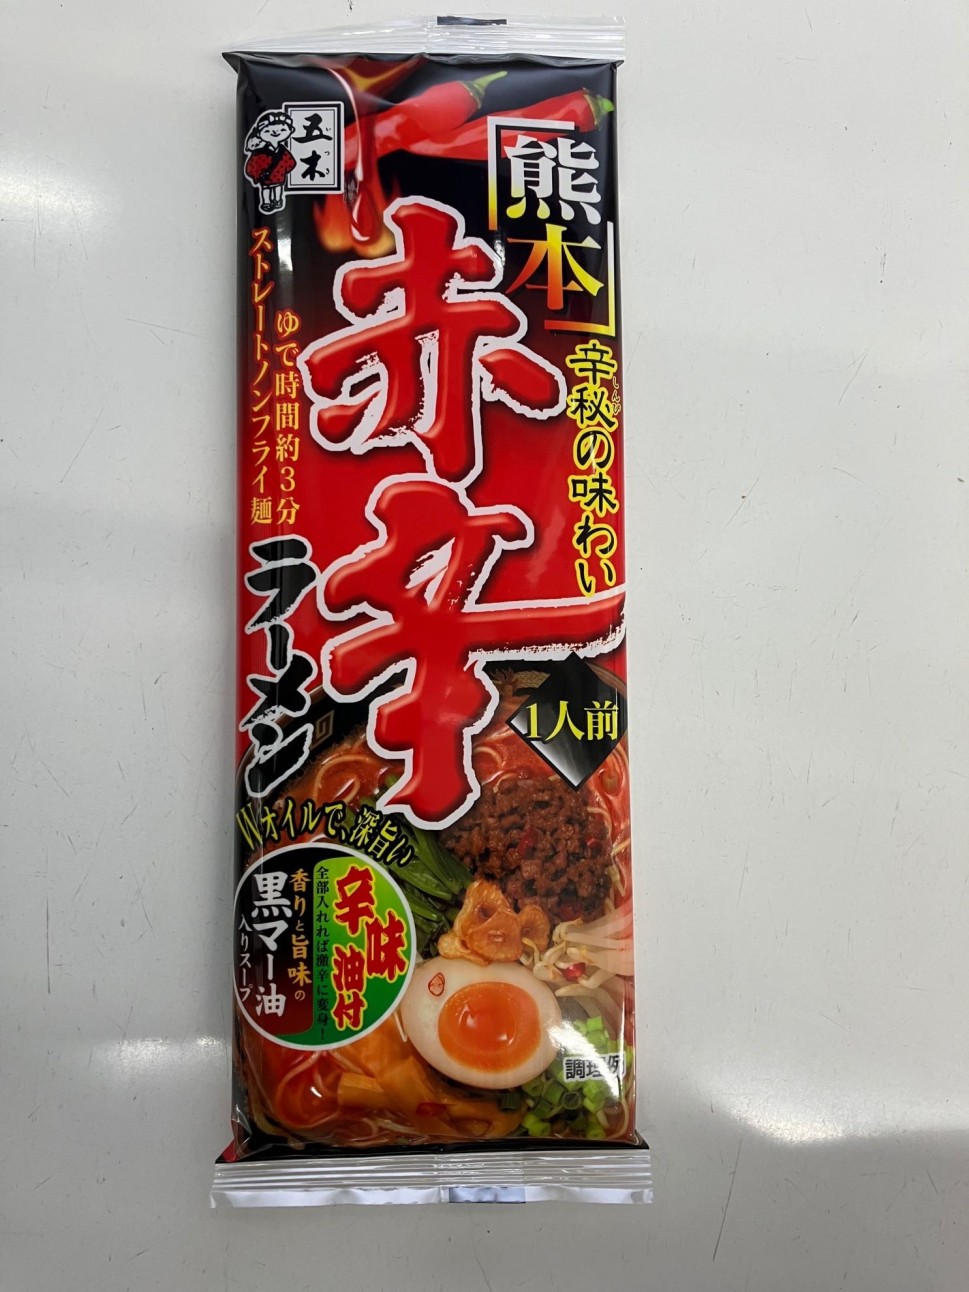 五木
いつき
熊本
辛秘の味わい
しんぴ
赤辛
ラーメン
ゆで時間約3分
ストレートノンフライ麺
1人前
Wオイルで、深旨い
辛味油付
全部入れれば激辛に変身!
香りと旨味の
黒マー油
入りスープ
調理例